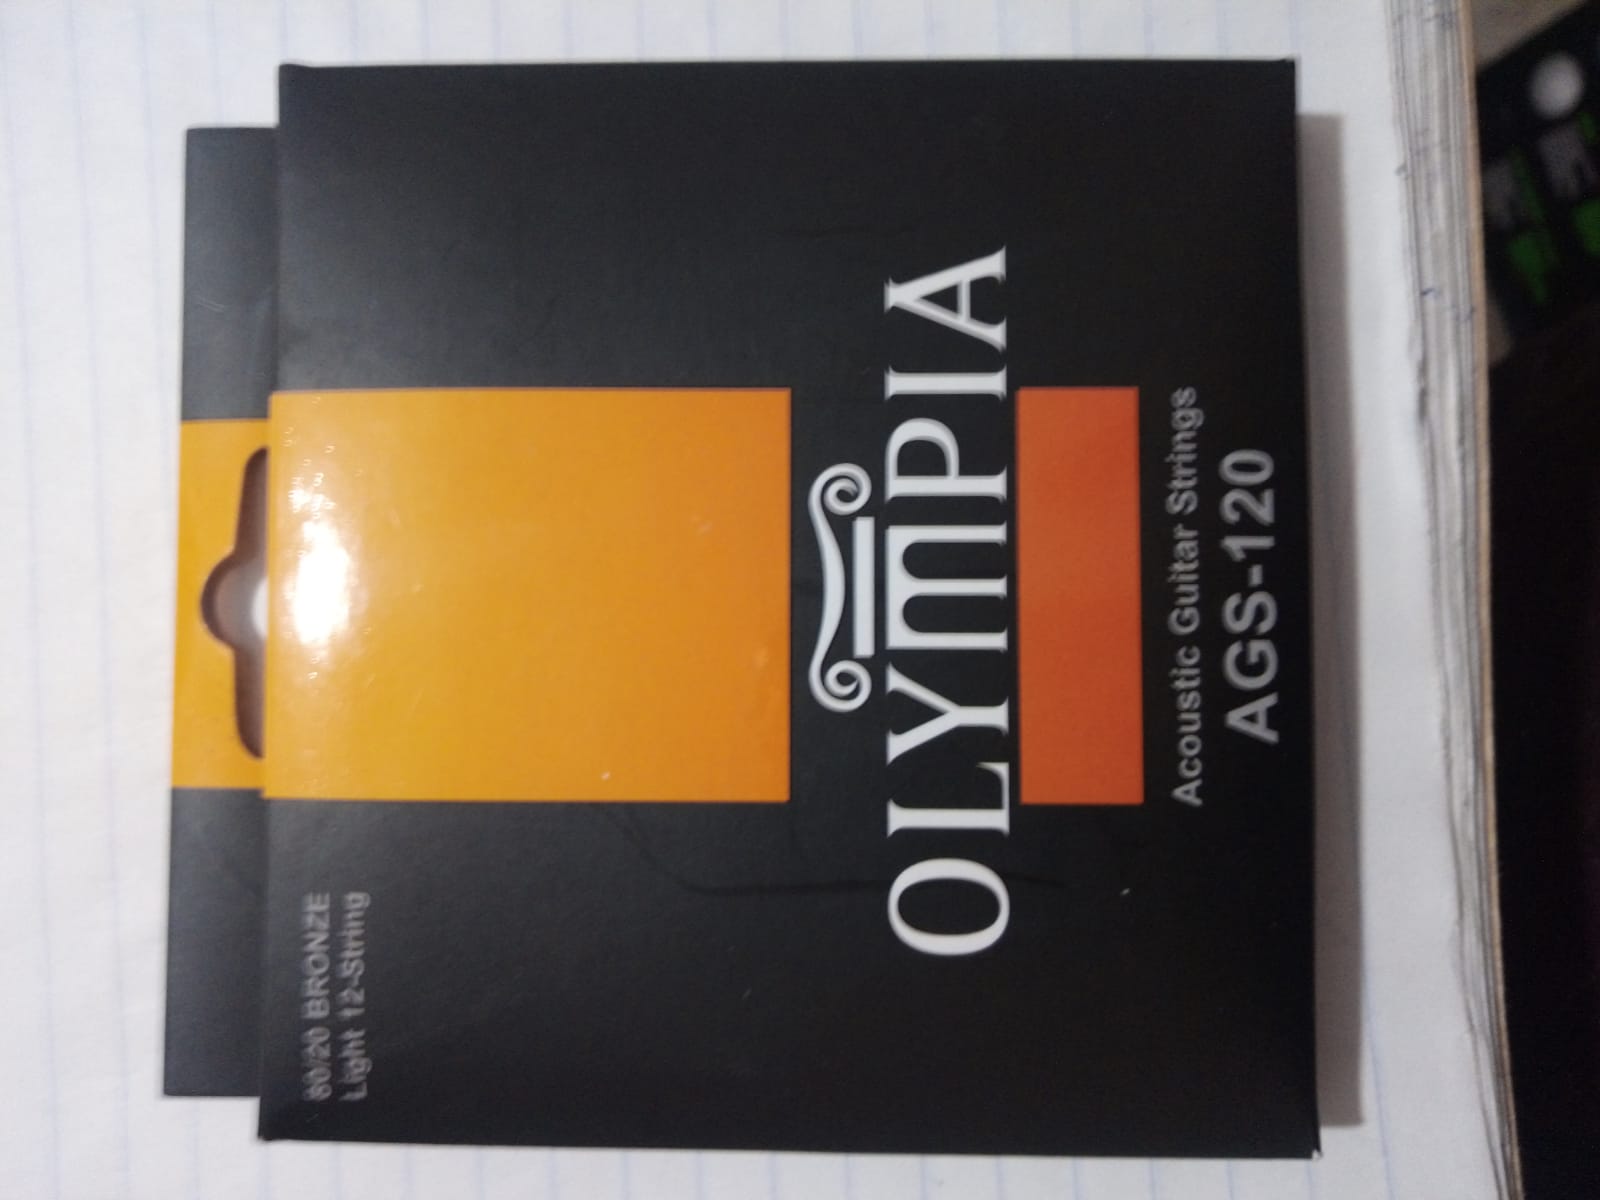 80/20 BRONZE
Light 12-String
OLYMPIA
Acoustic Guitar Strings
AGS-120